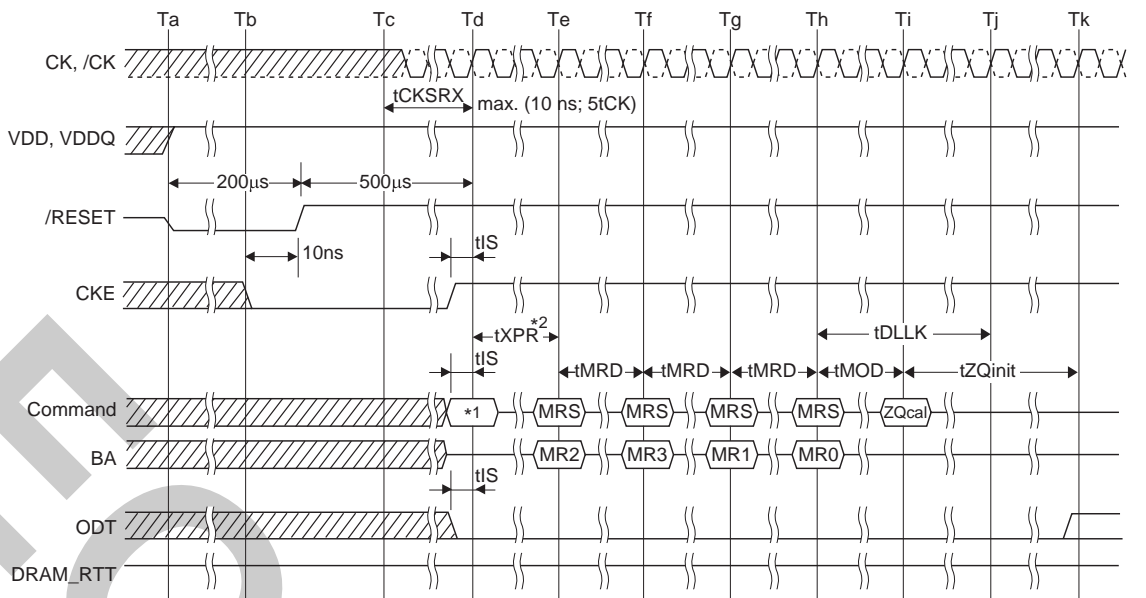 Ta Tb Tc Td Te Tf Tg Th Ti Tj Tk
CK, /CK
tCKSRX max. (10 ns; 5tCK)
VDD, VDDQ
200μs 500μs
/RESET
tIS
10ns
CKE
tXPR*2 tDLLK
tIS
tMRD tMRD tMRD tMOD tZQinit
Command *1 MRS MRS MRS MRS ZQcal
BA MR2 MR3 MR1 MR0
tIS
ODT
DRAM_RTT